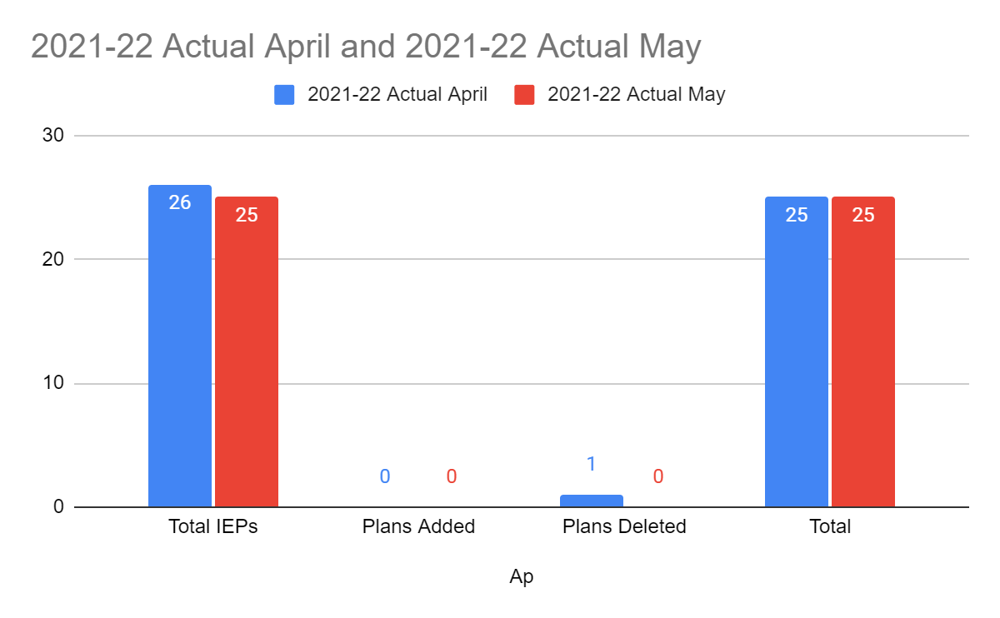 2021-22 Actual April and 2021-22 Actual May
2021-22 Actual April 2021-22 Actual May
30
26 25 25 25
20
10
1
0 0 0
0
Total IEPs Plans Added Plans Deleted Total
Ap